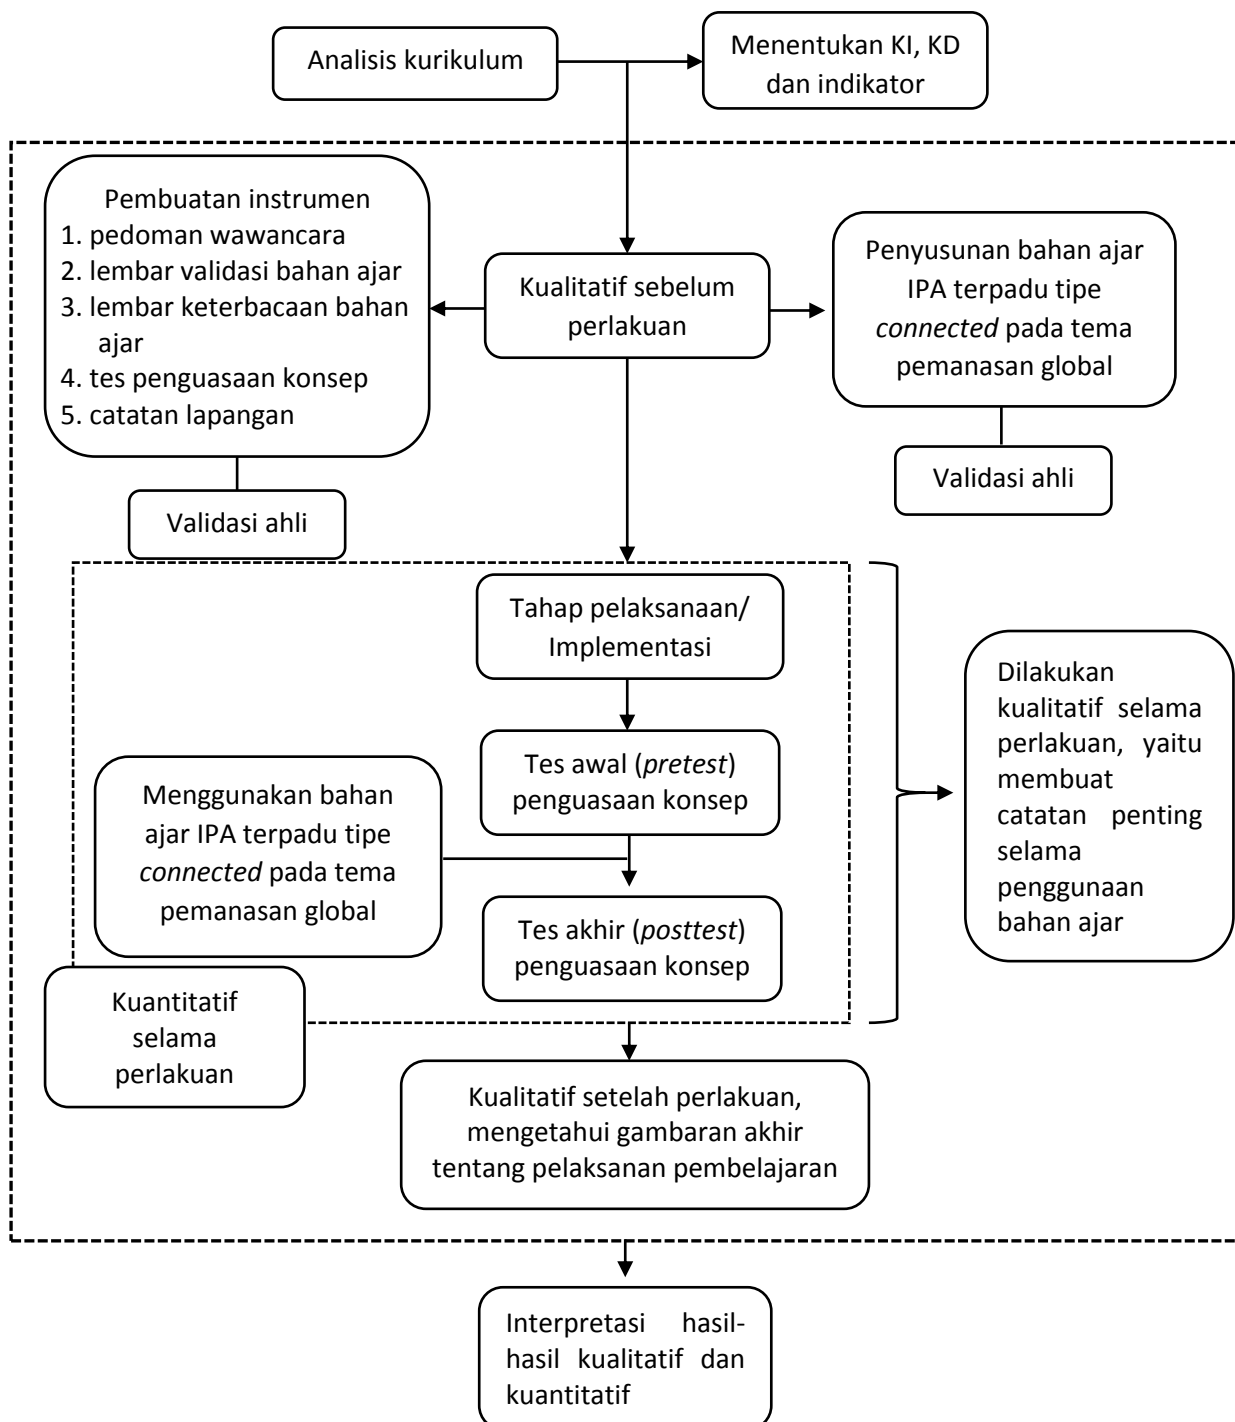 Analisis kurikulum
Menentukan KI, KD
dan indikator
Pembuatan instrumen
1. pedoman wawancara
2. lembar validasi bahan ajar
3. lembar keterbacaan bahan
ajar
4. tes penguasaan konsep
5. catatan lapangan
Kualitatif sebelum
perlakuan
Penyusunan bahan ajar
IPA terpadu tipe
connected pada tema
pemanasan global
Validasi ahli
Validasi ahli
Tahap pelaksanaan/
Implementasi
Tes awal (pretest)
penguasaan konsep
Menggunakan bahan
ajar IPA terpadu tipe
connected pada tema
pemanasan global
Tes akhir (posttest)
penguasaan konsep
Dilakukan
kualitatif selama
perlakuan, yaitu
membuat
catatan penting
selama
penggunaan
bahan ajar
Kuantitatif
selama
perlakuan
Kualitatif setelah perlakuan,
mengetahui gambaran akhir
tentang pelaksanan pembelajaran
Interpretasi hasil-
hasil kualitatif dan
kuantitatif